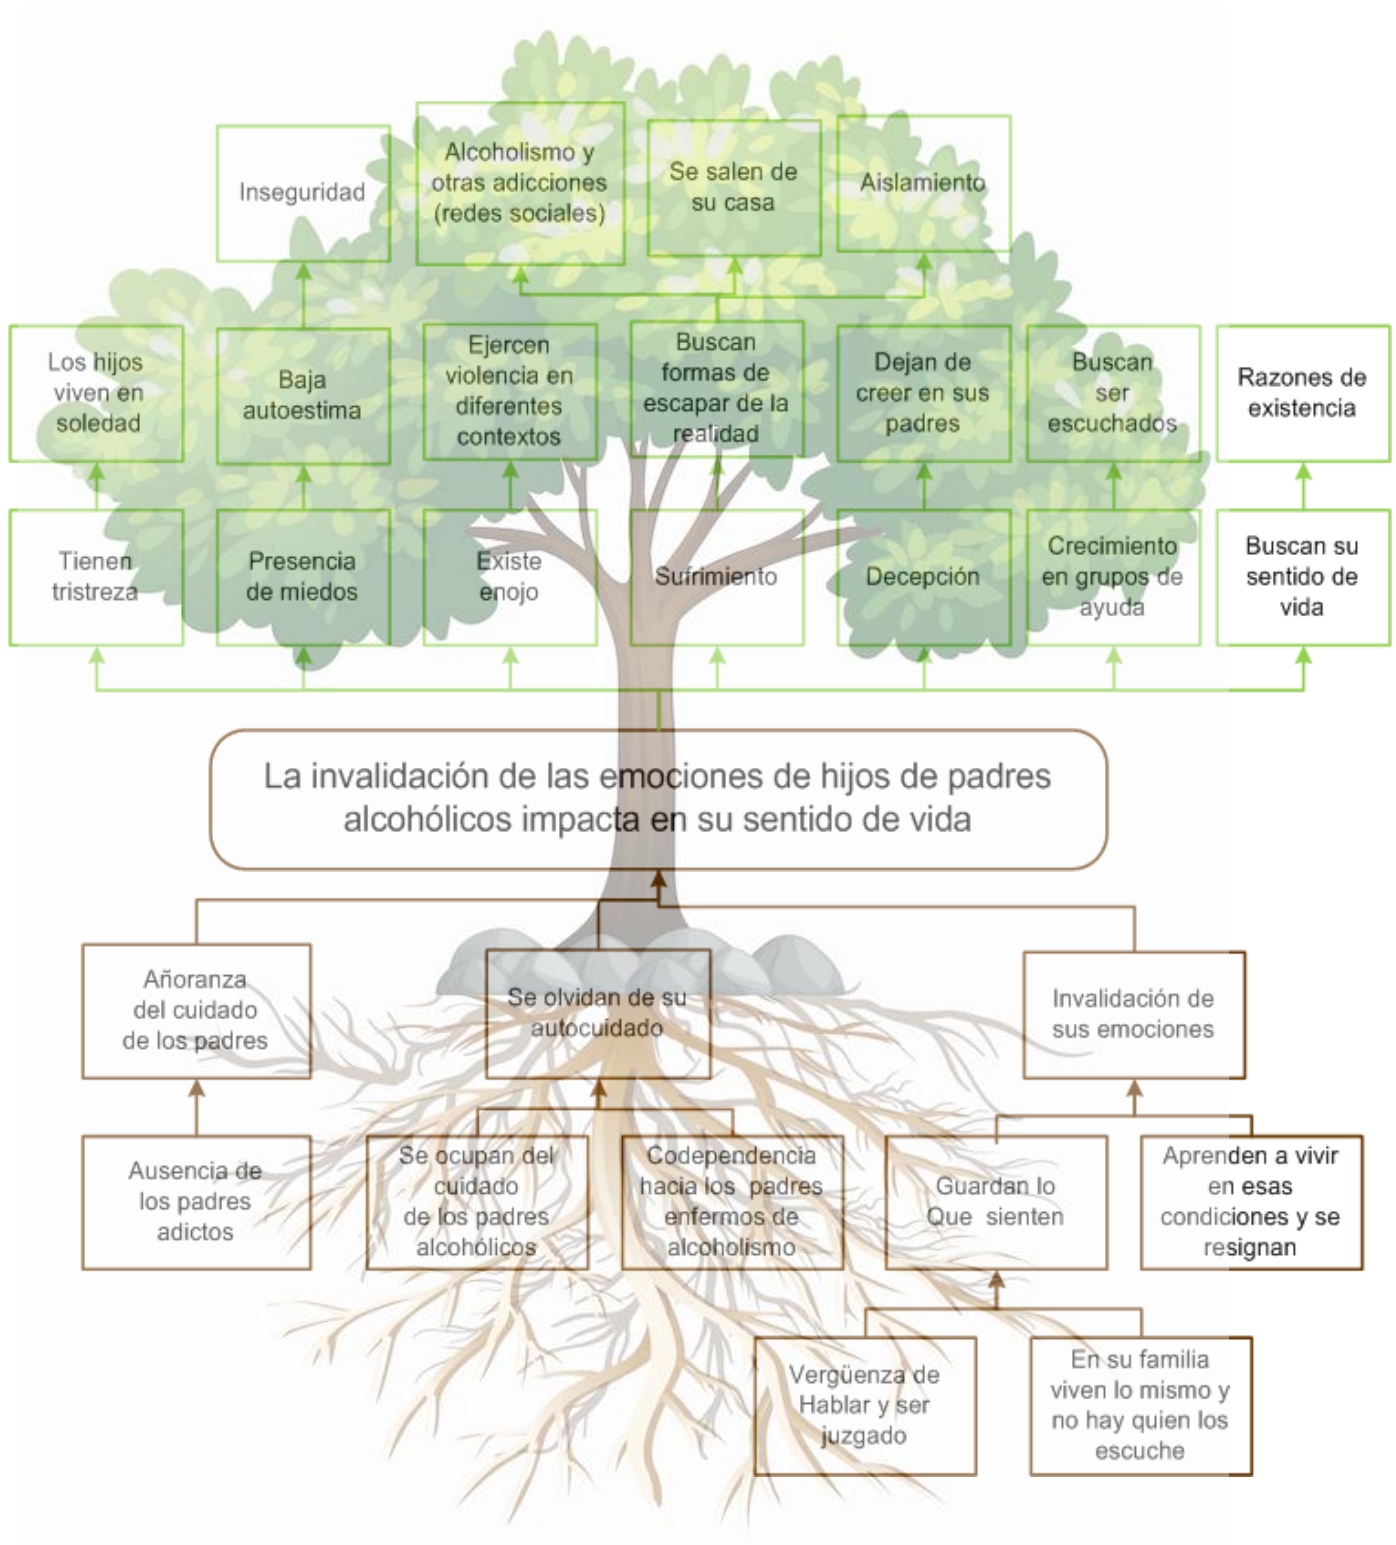 Inseguridad
Alcoholismo y
otras adicciones
(redes sociales)
Se salen de
su casa
Aislamiento
Los hijos
viven en
soledad
Baja
autoestima
Ejercen
violencia en
diferentes
contextos
Buscan
formas de
escapar de la
realidad
Dejan de
creer en sus
padres
Buscan
ser
escuchados
Razones de
existencia
Tienen
tristreza
Presencia
de miedos
Existe
enojo
Sufrimiento
Decepción
Crecimiento
en grupos de
ayuda
Buscan su
sentido de
vida
La invalidación de las emociones de hijos de padres
alcohólicos impacta en su sentido de vida
Añoranza
del cuidado
de los padres
Se olvidan de su
autocuidado
Invalidación de
sus emociones
Ausencia de
los padres
adictos
Se ocupan del
cuidado
de los padres
alcohólicos
Codependencia
hacia los padres
enfermos de
alcoholismo
Guardan lo
Que sienten
Aprenden a vivir
en esas
condiciones y se
resignan
Vergüenza de
Hablar y ser
juzgado
En su familia
viven lo mismo y
no hay quien los
escuche